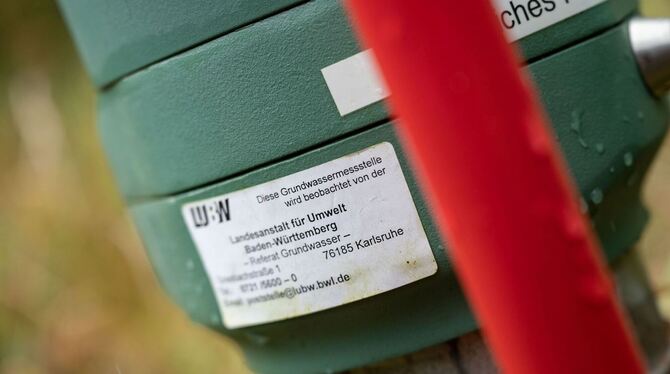 ches
LUBW
Diese Grundwassermessstelle
wird beobachtet von der
Landesanstalt für Umwelt
Baden-Württemberg
- Referat Grundwasser -
76185 Karlsruhe
0721 /5600 – 0
poststelle@lubw.bwl.de